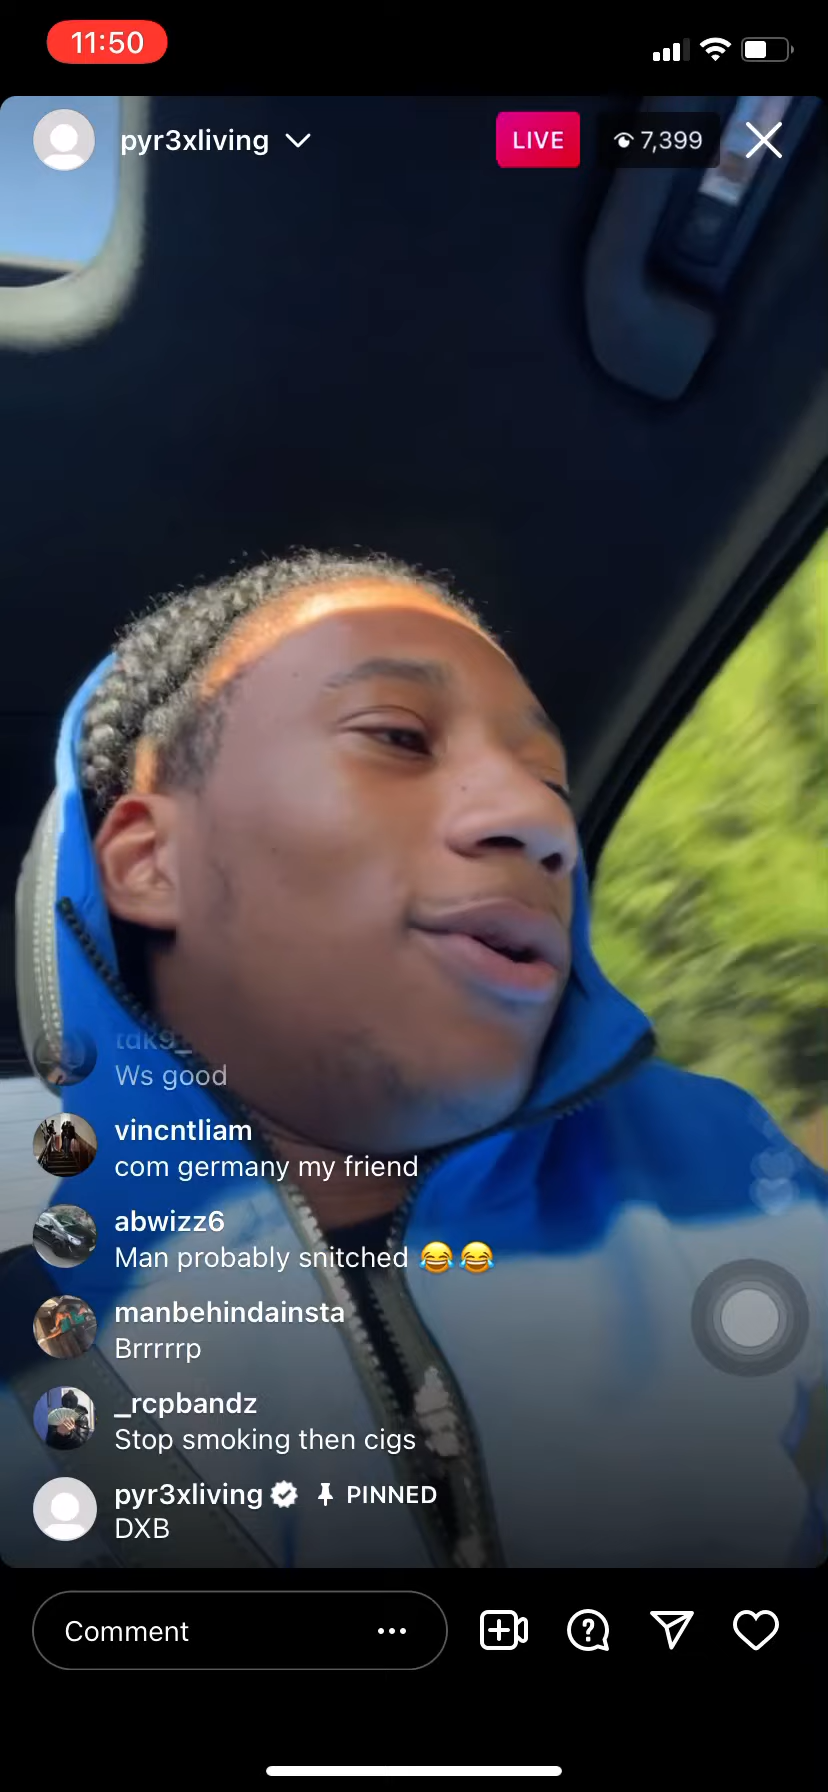 11:50
pyr3xliving
LIVE
7,399
tdk9_
Ws good
vincntliam
com germany my friend
abwizz6
Man probably snitched 😂😂
manbehindainsta
Brrrrrp
_rcpbandz
Stop smoking then cigs
pyr3xliving PINNED
DXB
Comment